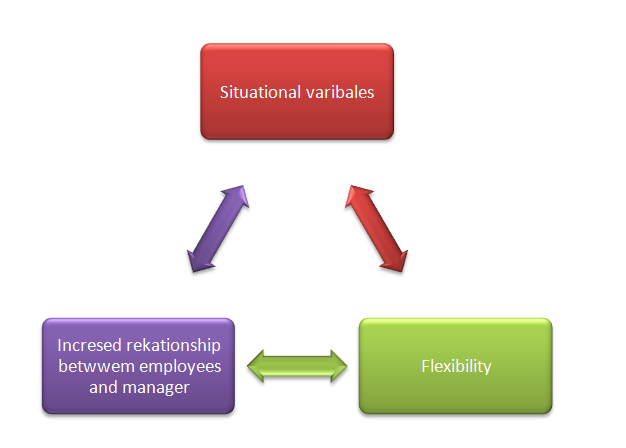 Situational varibales
Incresed rekationship
betwwem employees
and manager
Flexibility